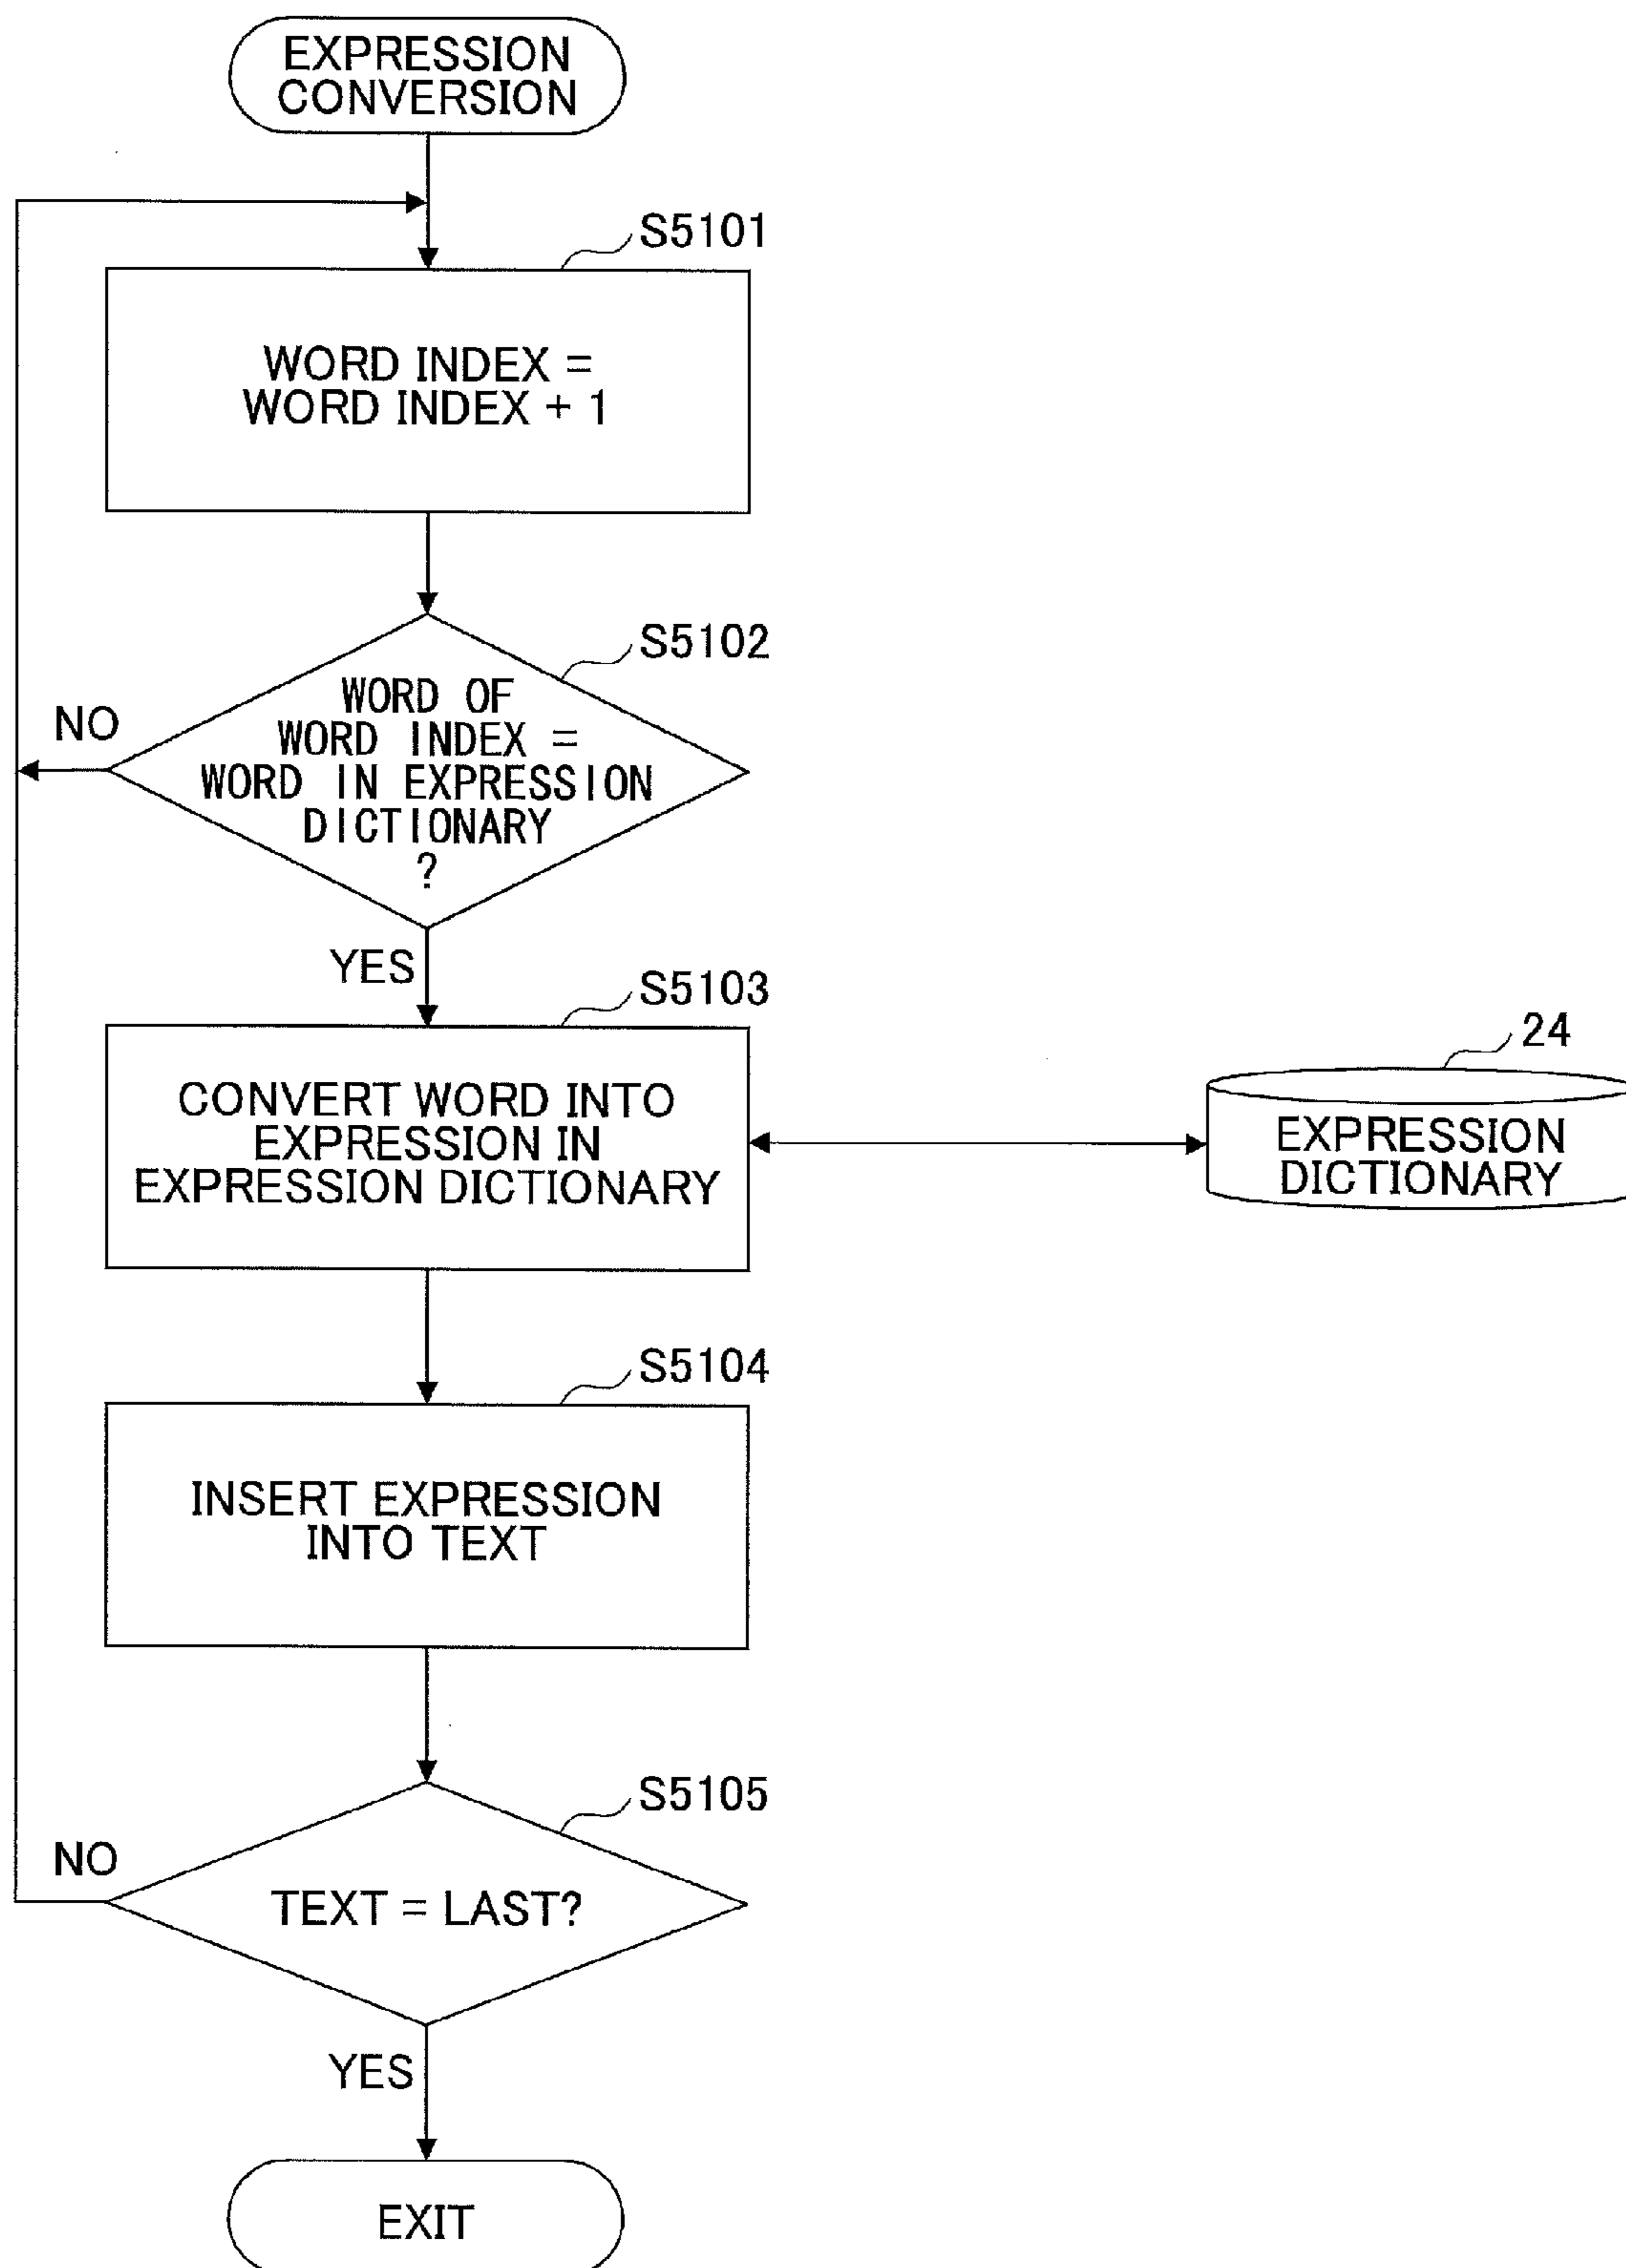 EXPRESSION
CONVERSION
S5101
WORD INDEX =
WORD INDEX + 1
S5102
WORD OF
WORD INDEX =
WORD IN EXPRESSION
DICTIONARY
?
NO
YES
S5103
CONVERT WORD INTO
EXPRESSION IN
EXPRESSION DICTIONARY
24
EXPRESSION
DICTIONARY
S5104
INSERT EXPRESSION
INTO TEXT
S5105
NO
TEXT = LAST?
YES
EXIT